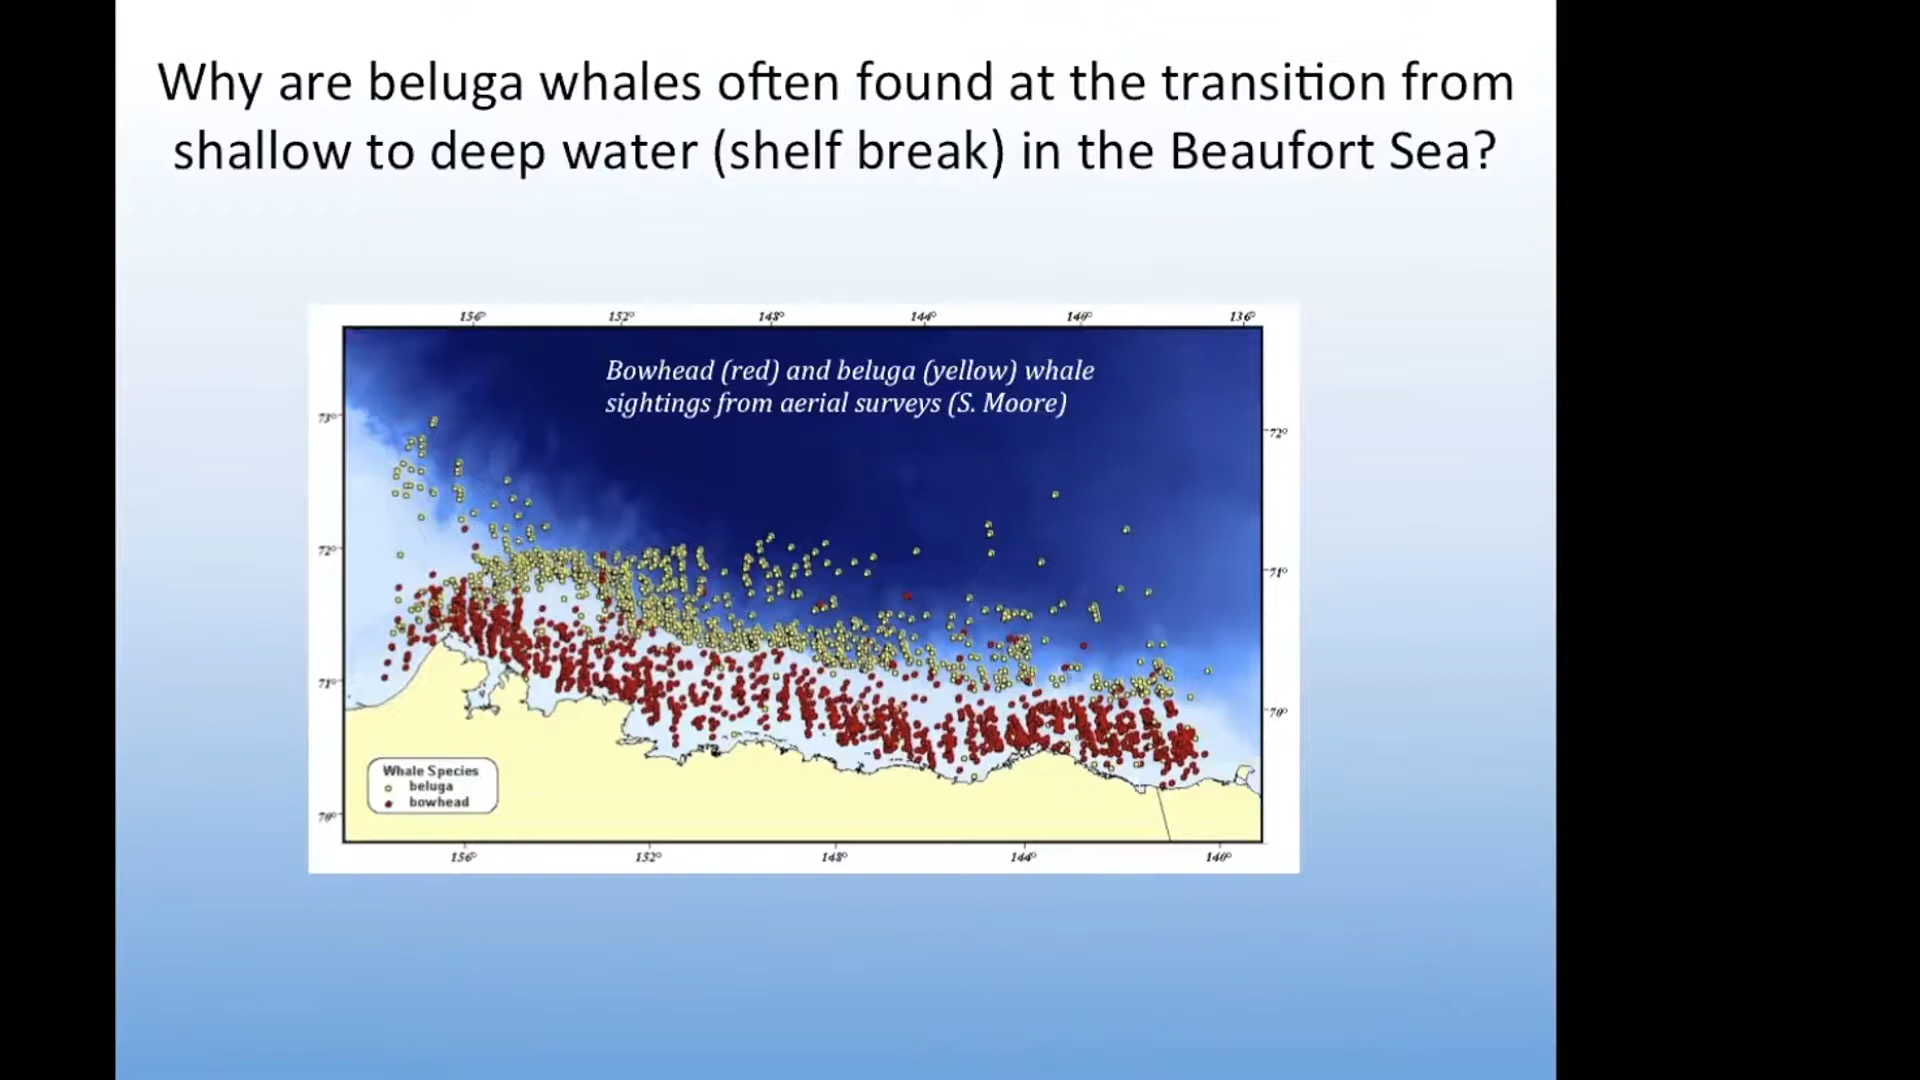 Why are beluga whales often found at the transition from
shallow to deep water (shelf break) in the Beaufort Sea?
156° 152° 148° 144° 140° 136°
Bowhead (red) and beluga (yellow) whale
sightings from aerial surveys (S. Moore)
73°
72°
72°
71°
71°
70°
Whale Species
beluga
bowhead
70°
156° 152° 148° 144° 140°